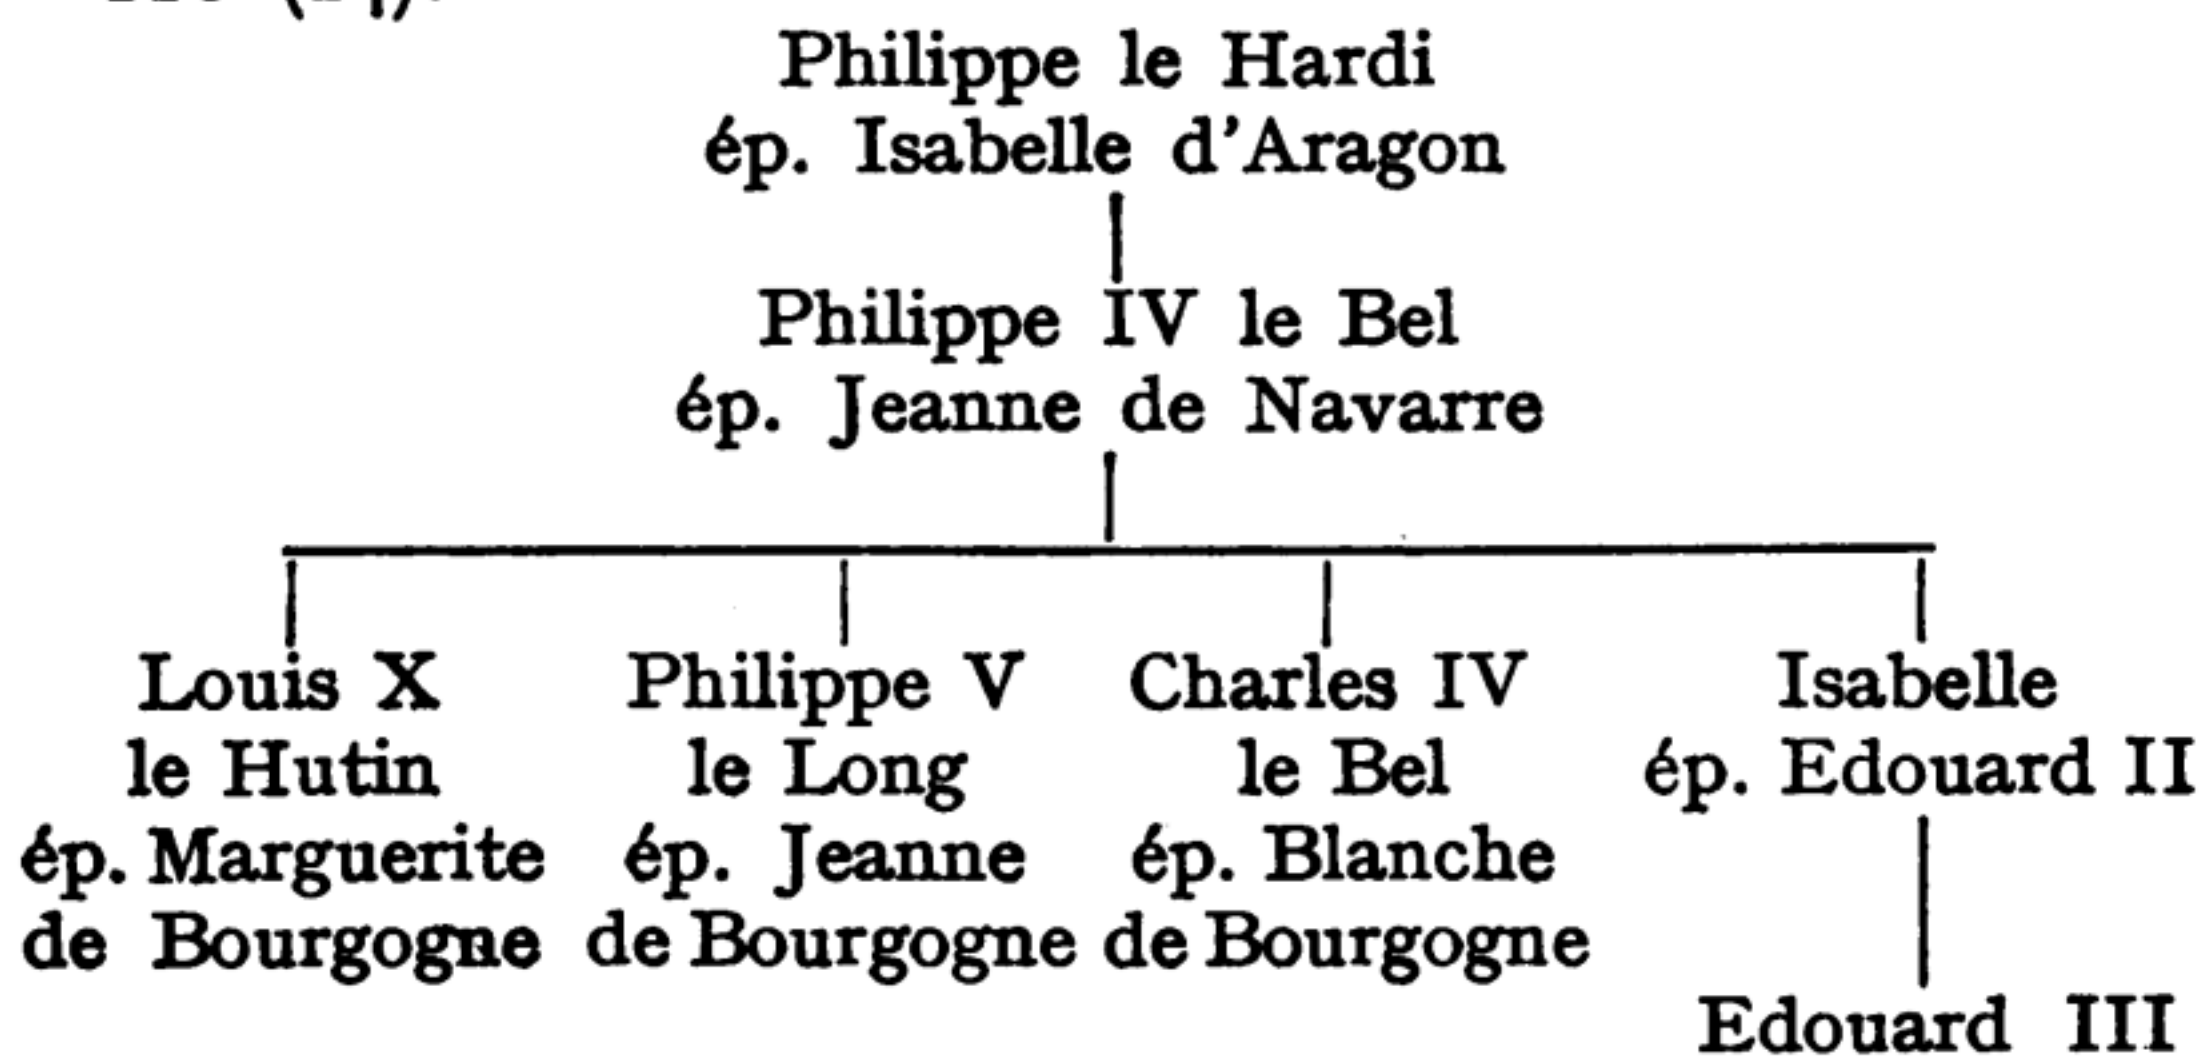 Philippe le Hardi
ép. Isabelle d'Aragon
Philippe IV le Bel
ép. Jeanne de Navarre
Louis X
le Hutin
ép. Marguerite
de Bourgogne
Philippe V
le Long
ép. Jeanne
de Bourgogne
Charles IV
le Bel
ép. Blanche
de Bourgogne
Isabelle
ép. Edouard II
Edouard III